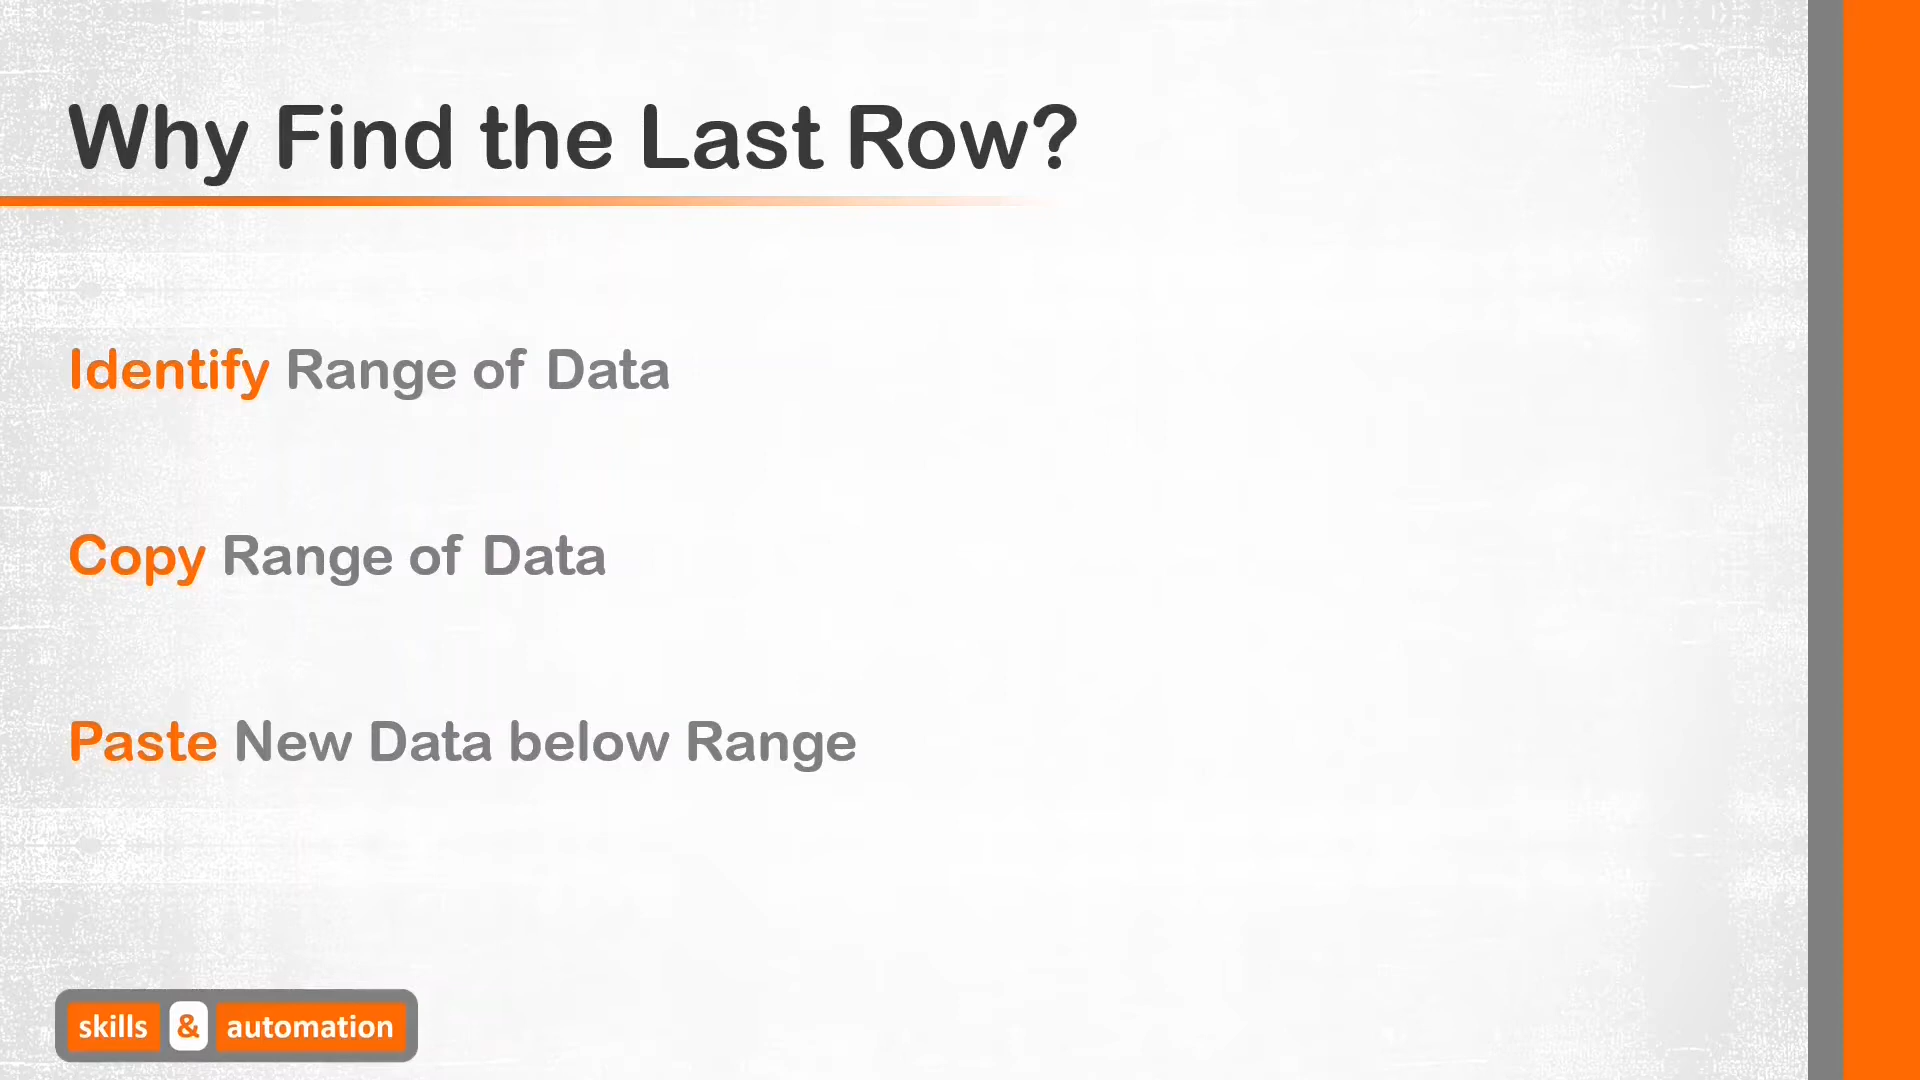 Why Find the Last Row?
Identify Range of Data
Copy Range of Data
Paste New Data below Range
skills & automation